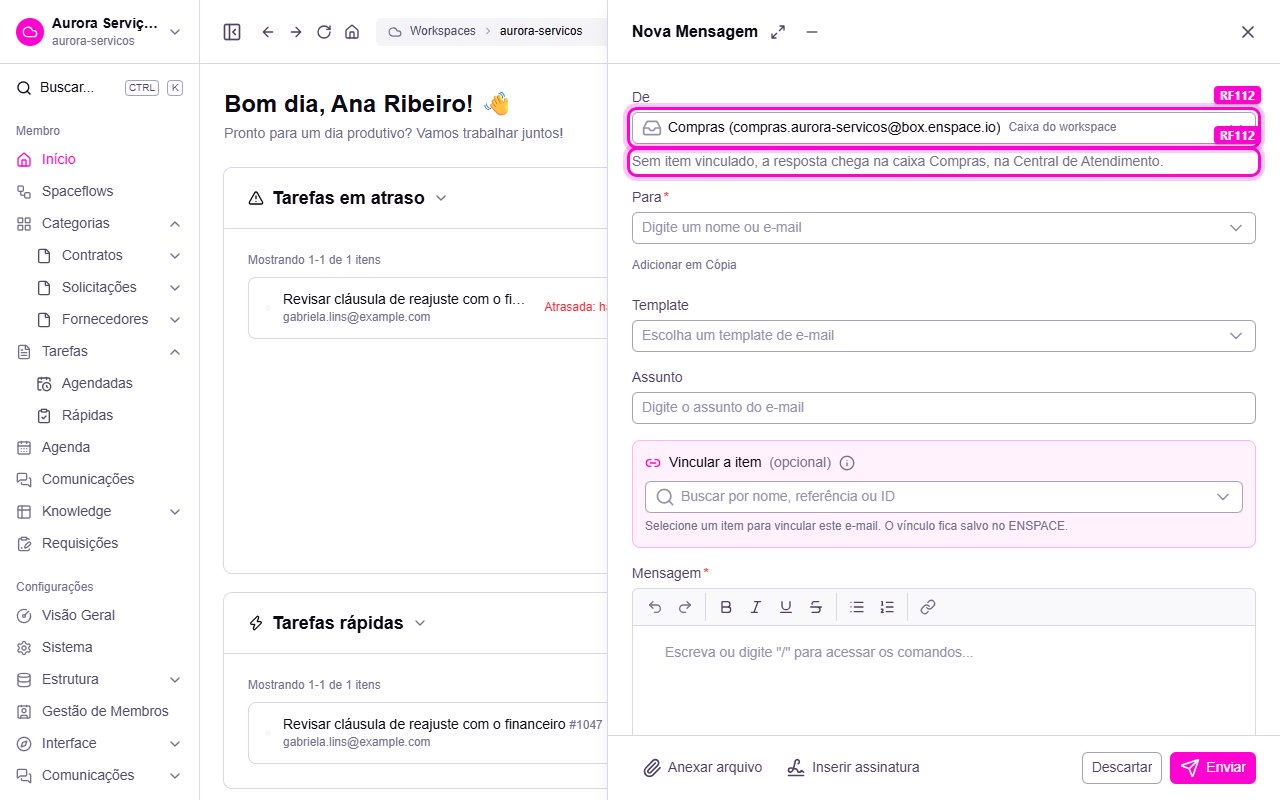 Aurora Serviç...
aurora-servicos
Buscar...
CTRL K
Membro
Início
Spaceflows
Categorias
Contratos
Solicitações
Fornecedores
Tarefas
Agendadas
Rápidas
Agenda
Comunicações
Knowledge
Requisições
Configurações
Visão Geral
Sistema
Estrutura
Gestão de Membros
Interface
Comunicações
Workspaces > aurora-servicos
Bom dia, Ana Ribeiro! 👋
Pronto para um dia produtivo? Vamos trabalhar juntos!
Tarefas em atraso
Mostrando 1-1 de 1 itens
Revisar cláusula de reajuste com o fi...
gabriela.lins@example.com
Atrasada: há
Tarefas rápidas
Mostrando 1-1 de 1 itens
Revisar cláusula de reajuste com o financeiro #1047
gabriela.lins@example.com
Nova Mensagem
De
RF112
Compras (compras.aurora-servicos@box.enspace.io) Caixa do workspace
RF112
Sem item vinculado, a resposta chega na caixa Compras, na Central de Atendimento.
Para*
Digite um nome ou e-mail
Adicionar em Cópia
Template
Escolha um template de e-mail
Assunto
Digite o assunto do e-mail
Vincular a item (opcional)
Buscar por nome, referência ou ID
Selecione um item para vincular este e-mail. O vínculo fica salvo no ENSPACE.
Mensagem*
Escreva ou digite "/" para acessar os comandos...
Anexar arquivo
Inserir assinatura
Descartar
Enviar